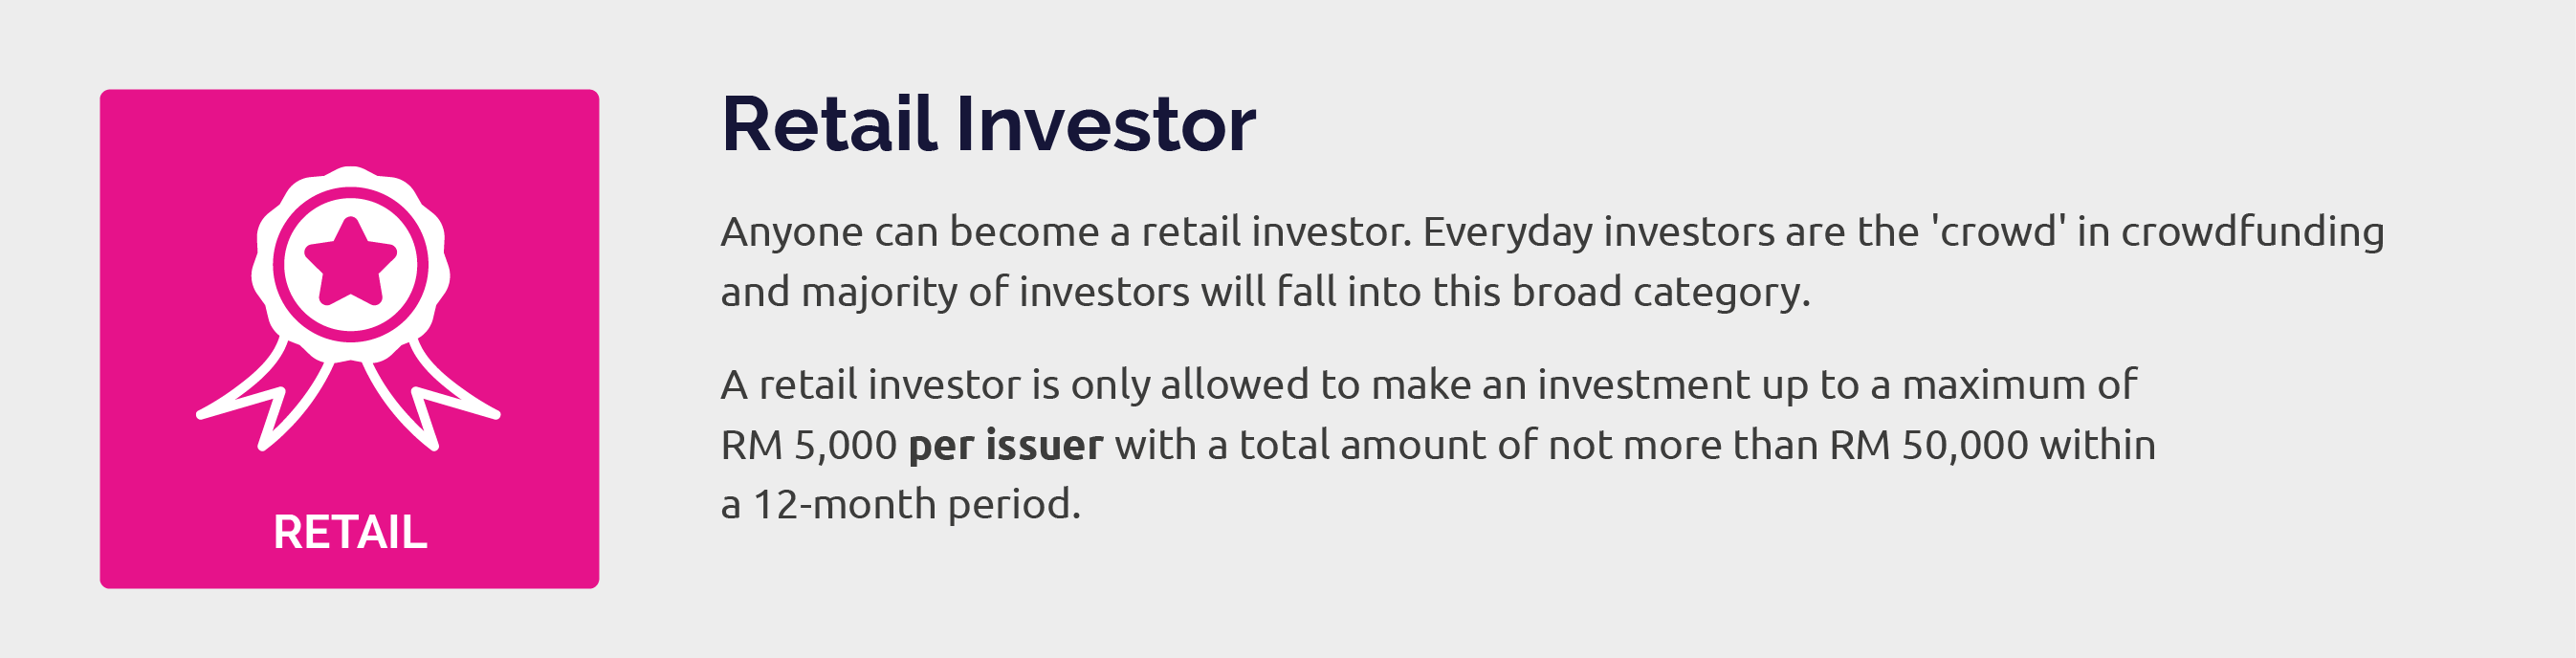 RETAIL
Retail Investor
Anyone can become a retail investor. Everyday investors are the 'crowd' in crowdfunding
and majority of investors will fall into this broad category.
A retail investor is only allowed to make an investment up to a maximum of
RM 5,000 per issuer with a total amount of not more than RM 50,000 within
a 12-month period.